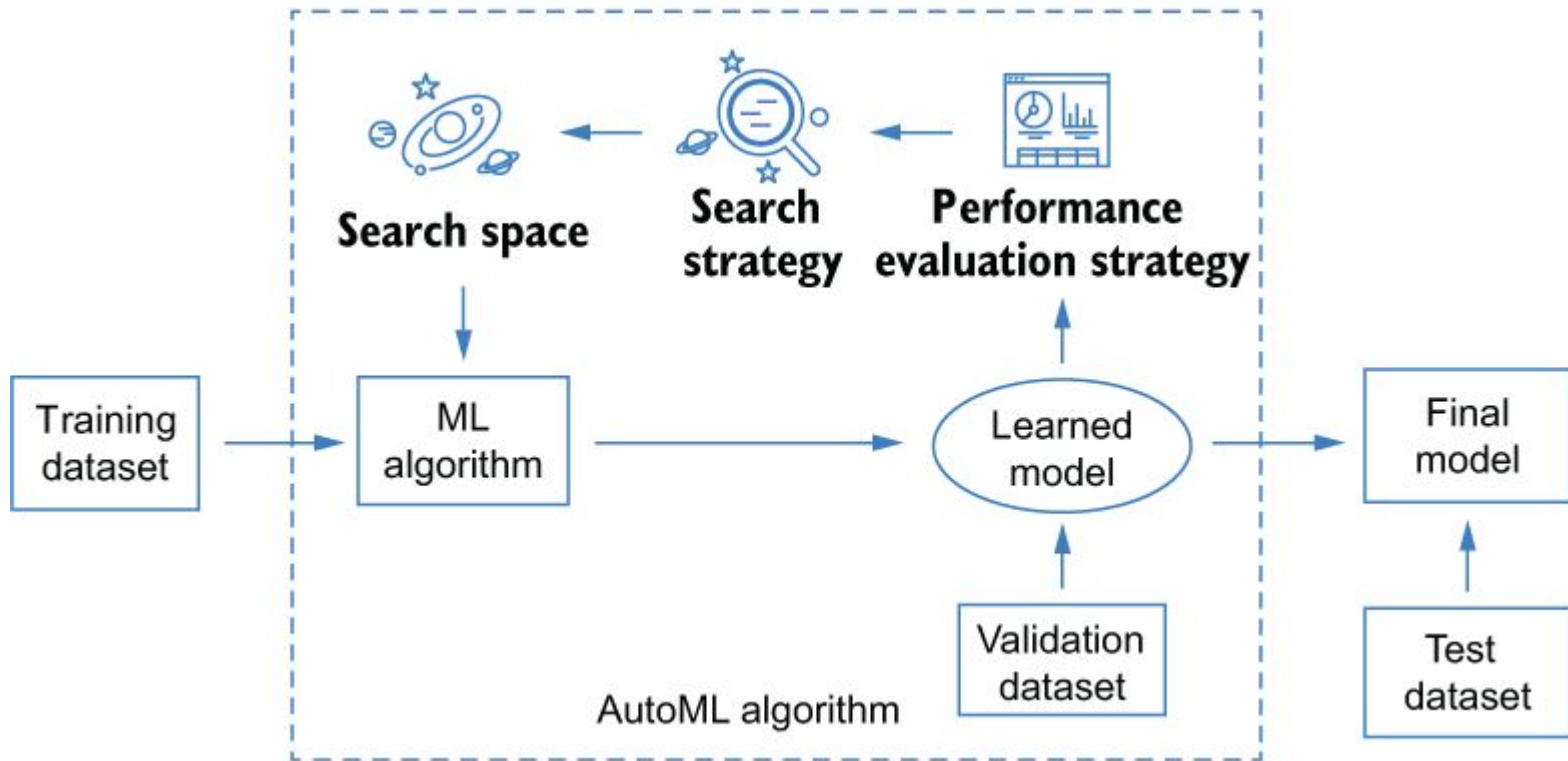 Search space
Search
strategy
Performance
evaluation strategy
Training
dataset
ML
algorithm
Learned
model
Final
model
Validation
dataset
Test
dataset
AutoML algorithm